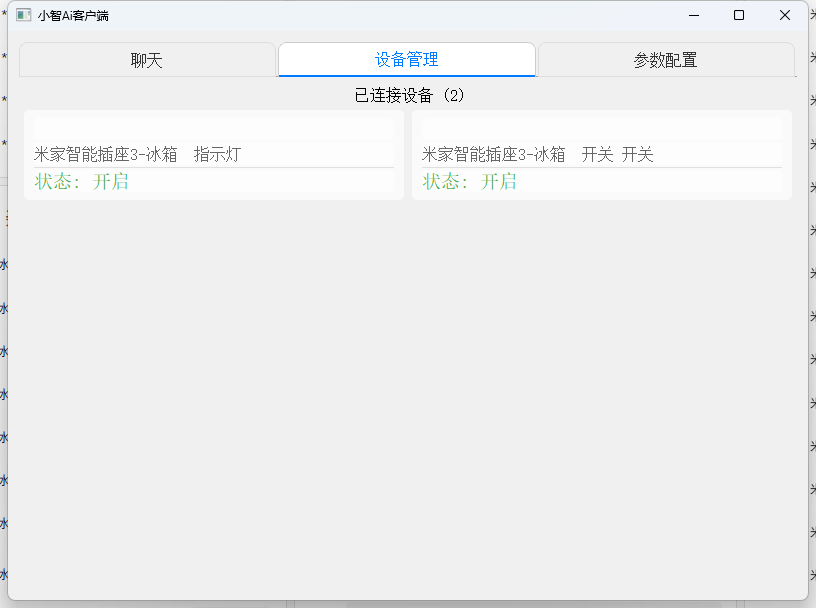 小智Ai客户端
聊天
设备管理
参数配置
已连接设备（2）
米家智能插座3-冰箱  指示灯
状态: 开启
米家智能插座3-冰箱  开关 开关
状态: 开启